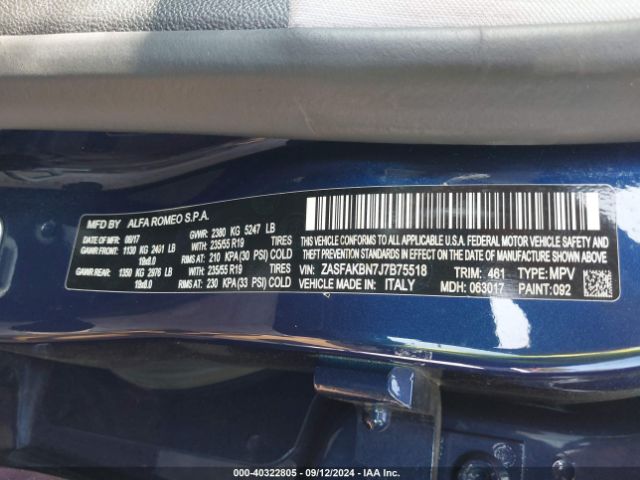 MFD BY ALFA ROMEO S.P.A.
DATE OF MFR: 08/17 GVWR: 2380 KG 5247 LB
GAWR FRONT: 1130 KG 2491 LB WITH TIRES
19x8.0 235/55 R19
RIMS AT: 210 KPA (30 PSI) COLD
GAWR REAR: 1350 KG 2976 LB WITH TIRES
19x8.0 235/55 R19
RIMS AT: 230 KPA (33 PSI) COLD
THIS VEHICLE CONFORMS TO ALL APPLICABLE U.S.A. FEDERAL MOTOR VEHICLE
SAFETY, BUMPER, AND THEFT PREVENTION STANDARDS IN EFFECT ON THE DATE OF
MANUFACTURE SHOWN ABOVE.
VIN: ZASFAKBN7J7B75518 TRIM: 461 TYPE: MPV
VEHICLE MADE IN: ITALY MDH: 063017 PAINT: 092
00-40322805 - 09/12/2024 - IAA Inc.